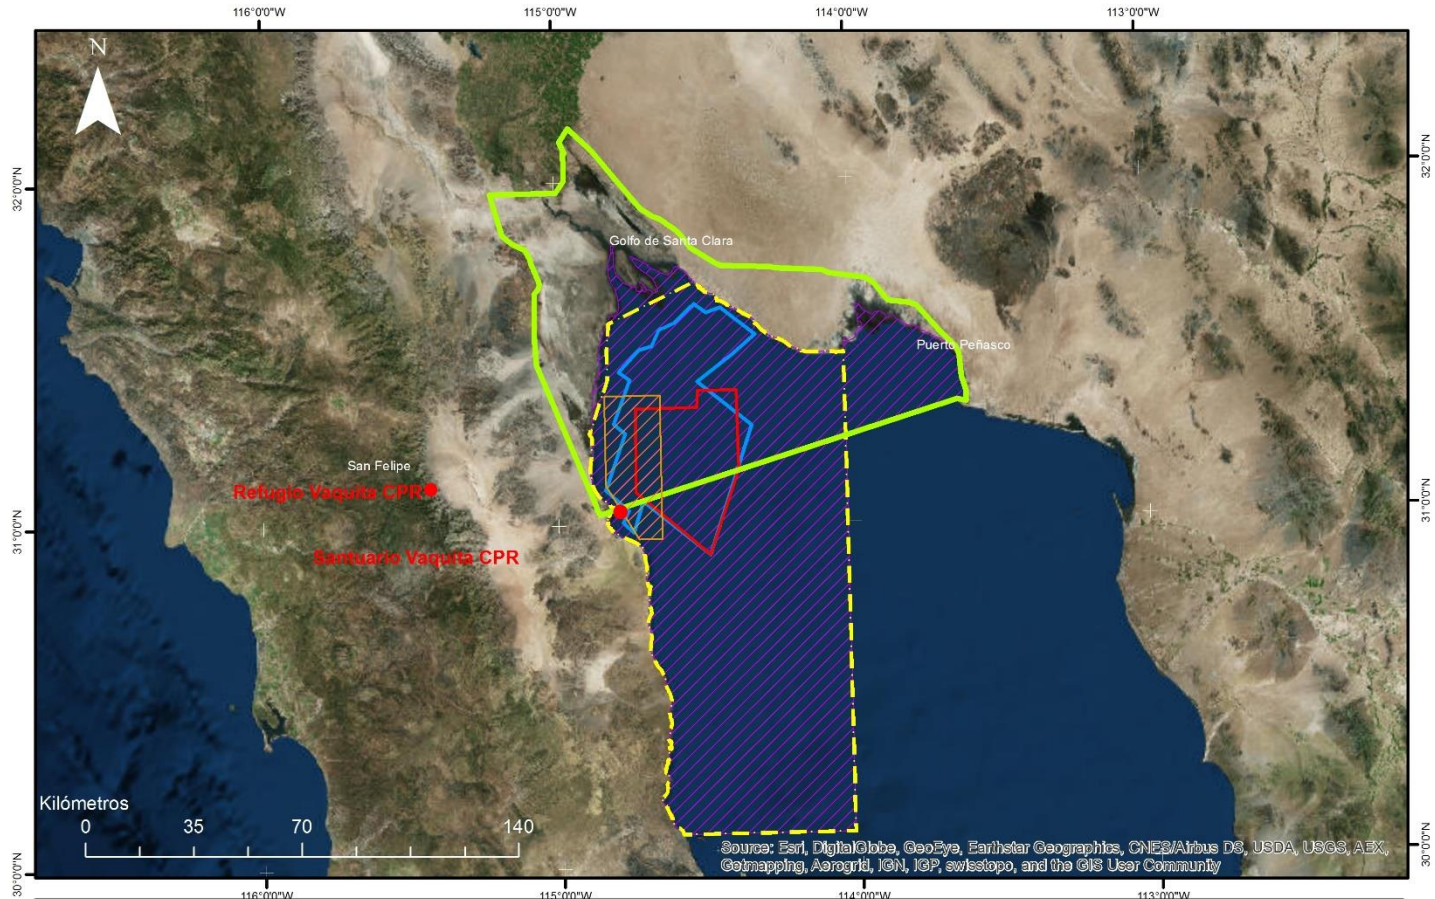 116°0'0"W 115°0'0"W 114°0'0"W 113°0'0"W
N
32°0'0"N
32°0'0"N
Golfo de Santa Clara
Puerto Peñasco
San Felipe
Refugio Vaquita CPR
31°0'0"N
31°0'0"N
Santuario Vaquita CPR
Kilómetros
0 35 70 140
Source: Esri, DigitalGlobe, GeoEye, Earthstar Geographics, CNES/Airbus DS, USDA, USGS, AEX,
Getmapping, Aerogrid, IGN, IGP, swisstopo, and the GIS User Community
30°0'0"N
30°0'0"N
116°0'0"W 115°0'0"W 114°0'0"W 113°0'0"W